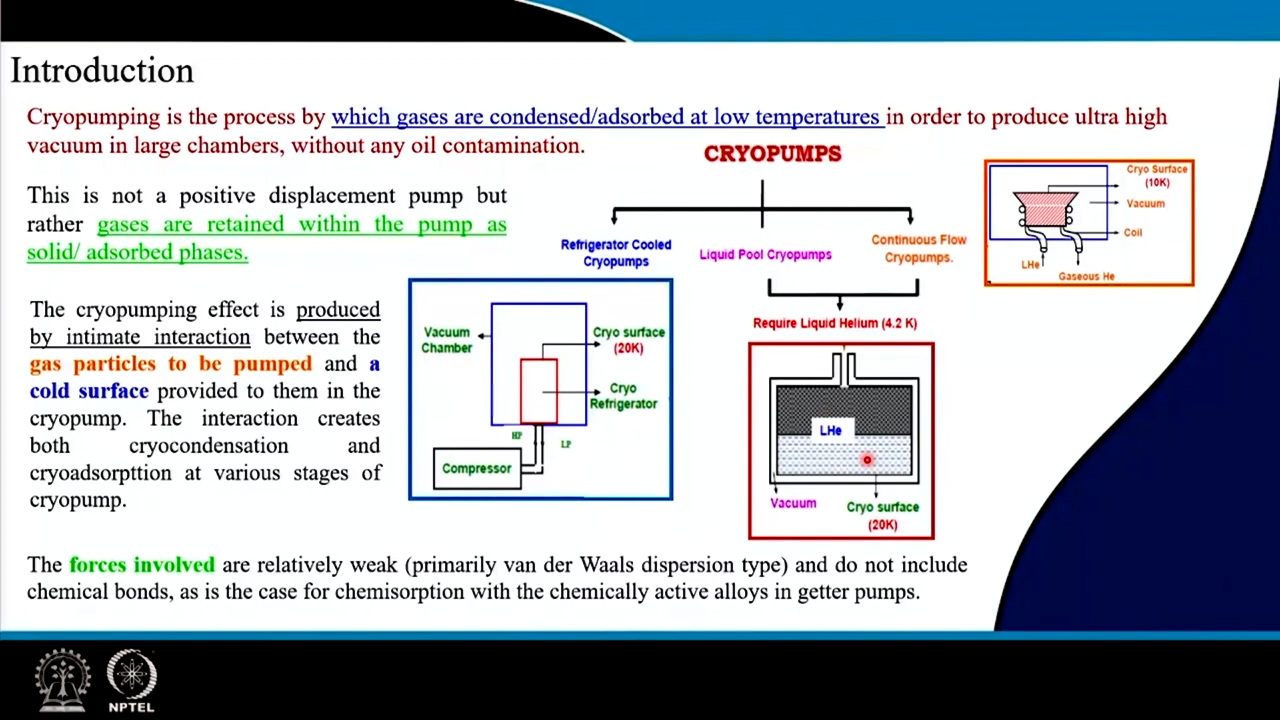 Introduction
Cryopumping is the process by which gases are condensed/adsorbed at low temperatures in order to produce ultra high
vacuum in large chambers, without any oil contamination.
This is not a positive displacement pump but
rather gases are retained within the pump as
solid/ adsorbed phases.
The cryopumping effect is produced
by intimate interaction between the
gas particles to be pumped and a
cold surface provided to them in the
cryopump. The interaction creates
both cryocondensation and
cryoadsorpttion at various stages of
cryopump.
CRYOPUMPS
Refrigerator Cooled
Cryopumps
Liquid Pool Cryopumps
Continuous Flow
Cryopumps.
Require Liquid Helium (4.2 K)
Cryo Surface
(10K)
Vacuum
Coil
LHe
Gaseous He
Vacuum
Chamber
Cryo surface
(20K)
Cryo
Refrigerator
HP
LP
Compressor
LHe
Vacuum
Cryo surface
(20K)
The forces involved are relatively weak (primarily van der Waals dispersion type) and do not include
chemical bonds, as is the case for chemisorption with the chemically active alloys in getter pumps.
NPTEL